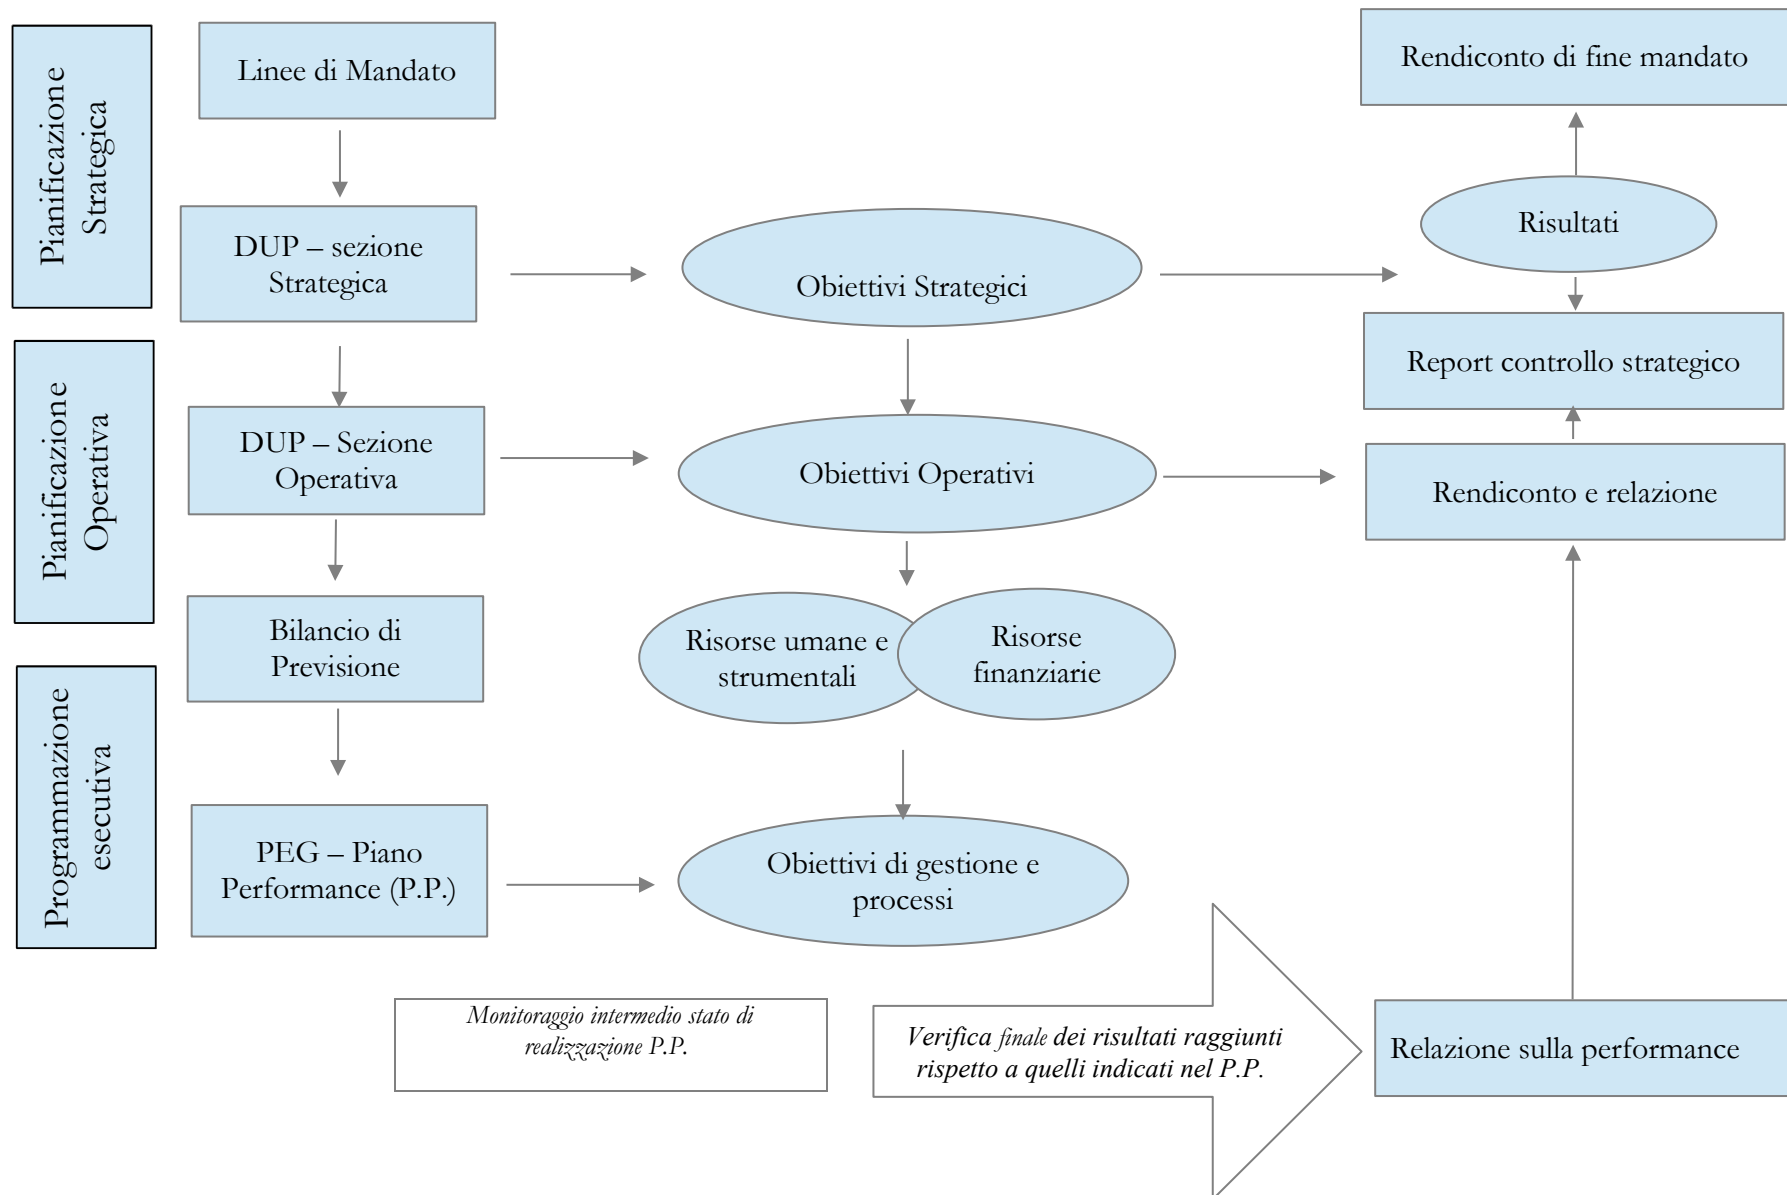 Pianificazione
Strategica
Linee di Mandato
Rendiconto di fine mandato
Risultati
DUP – sezione
Strategica
Obiettivi Strategici
Report controllo strategico
Pianificazione
Operativa
DUP – Sezione
Operativa
Obiettivi Operativi
Rendiconto e relazione
Bilancio di
Previsione
Risorse umane e
strumentali
Risorse
finanziarie
Programmazione
esecutiva
PEG – Piano
Performance (P.P.)
Obiettivi di gestione e
processi
Monitoraggio intermedio stato di
realizzazione P.P.
Verifica finale dei risultati raggiunti
rispetto a quelli indicati nel P.P.
Relazione sulla performance